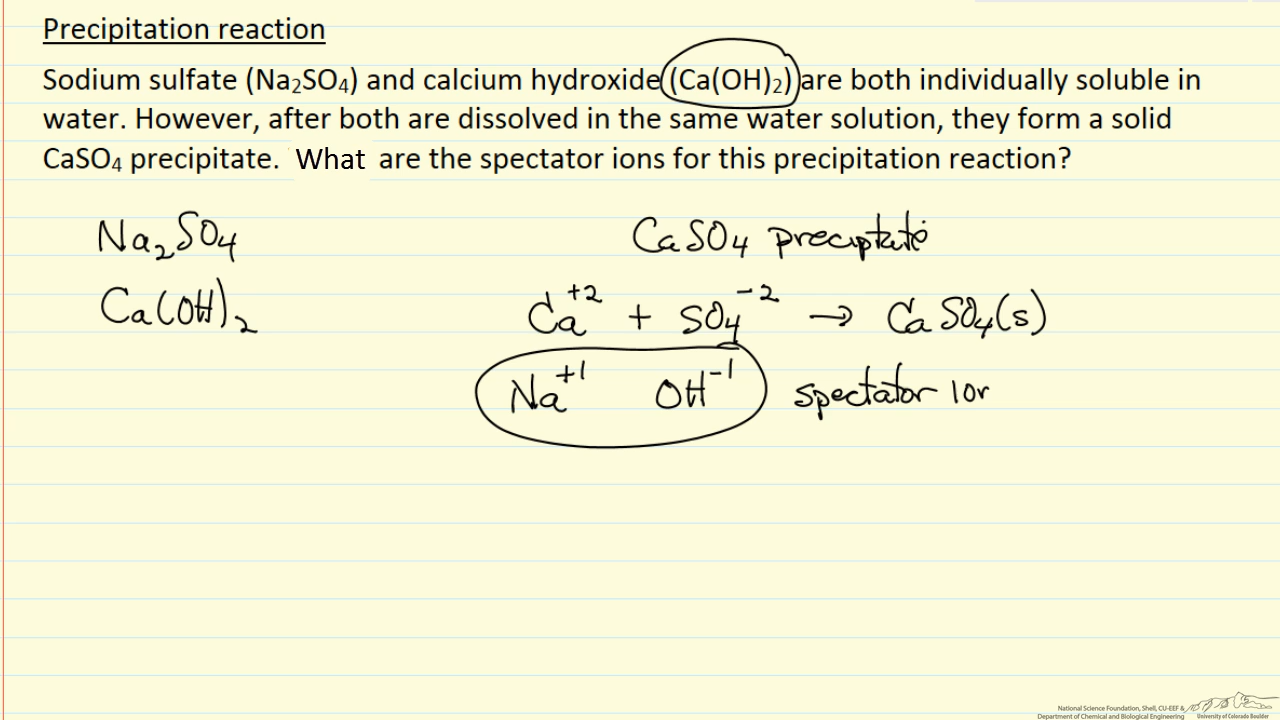 Precipitation reaction
Sodium sulfate (Na₂SO₄) and calcium hydroxide (Ca(OH)₂) are both individually soluble in
water. However, after both are dissolved in the same water solution, they form a solid
CaSO₄ precipitate. What are the spectator ions for this precipitation reaction?
Na₂SO₄
CaSO₄ preciptate
Ca(OH)₂
Ca⁺² + SO₄⁻² → CaSO₄(s)
Na⁺¹ OH⁻¹ spectator ion
National Science Foundation, Shell, CU-EEF &
Department of Chemical and Biological Engineering
University of Colorado Boulder